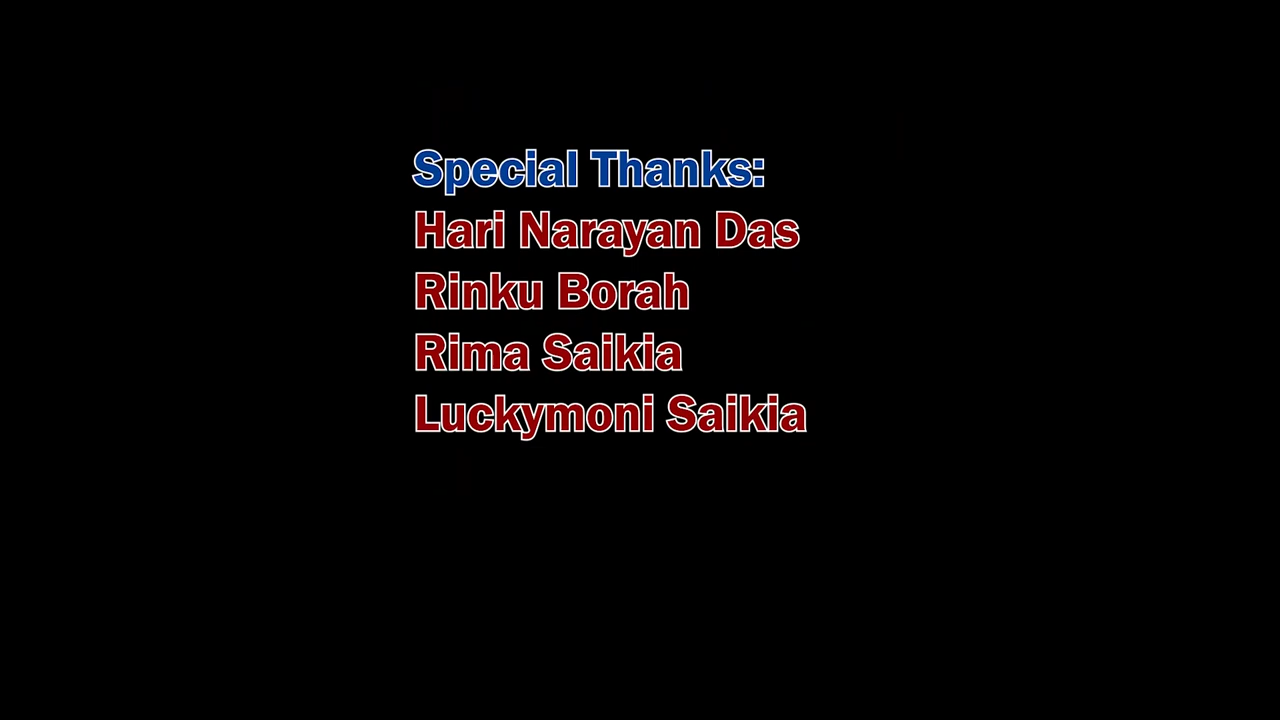 Special Thanks:
Hari Narayan Das
Rinku Borah
Rima Saikia
Luckymoni Saikia